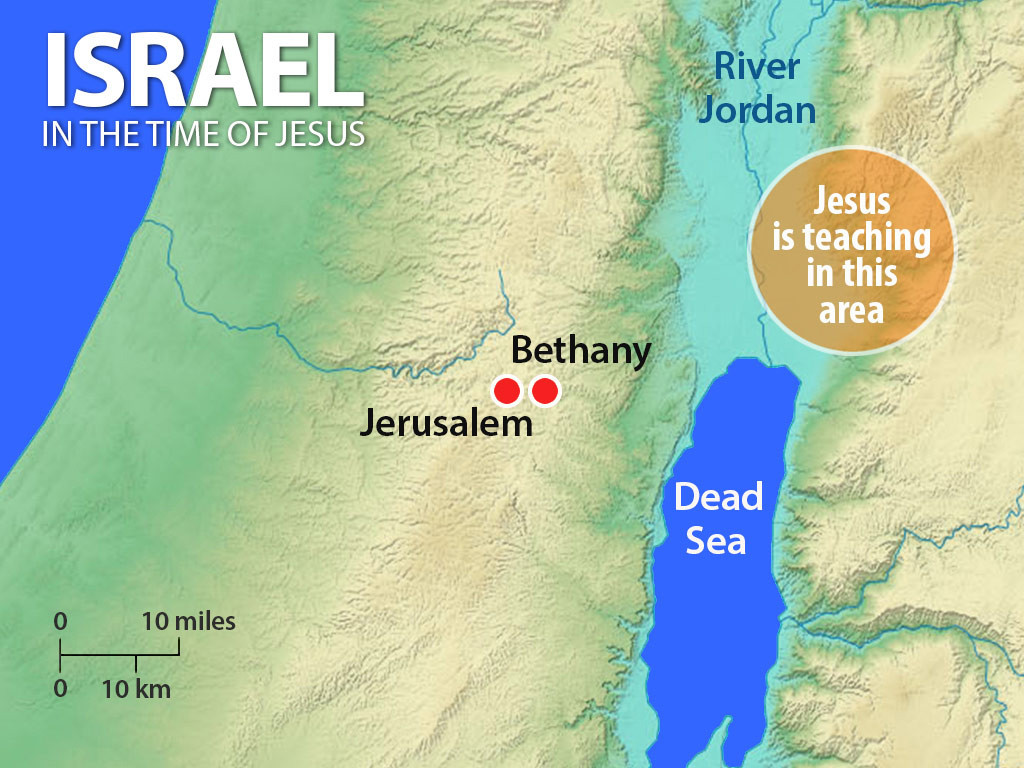 ISRAEL
IN THE TIME OF JESUS
River
Jordan
Jesus
is teaching
in this
area
Bethany
Jerusalem
Dead
Sea
0 10 miles
0 10 km